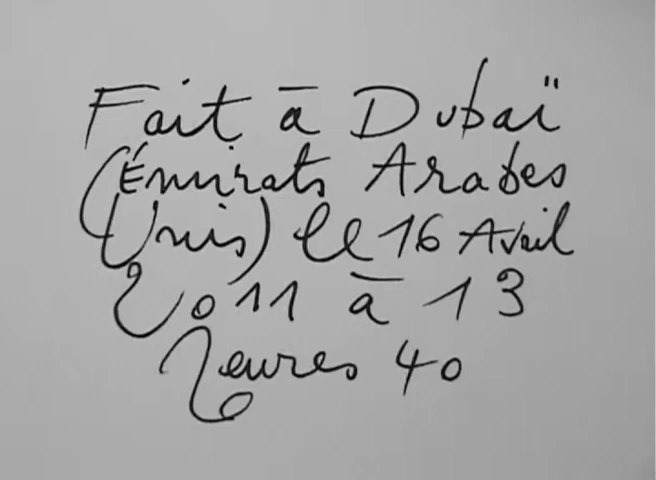 Fait à Dubaï
(Émirats Arabes
Unis) le 16 Avril
2011 à 13
heures 40